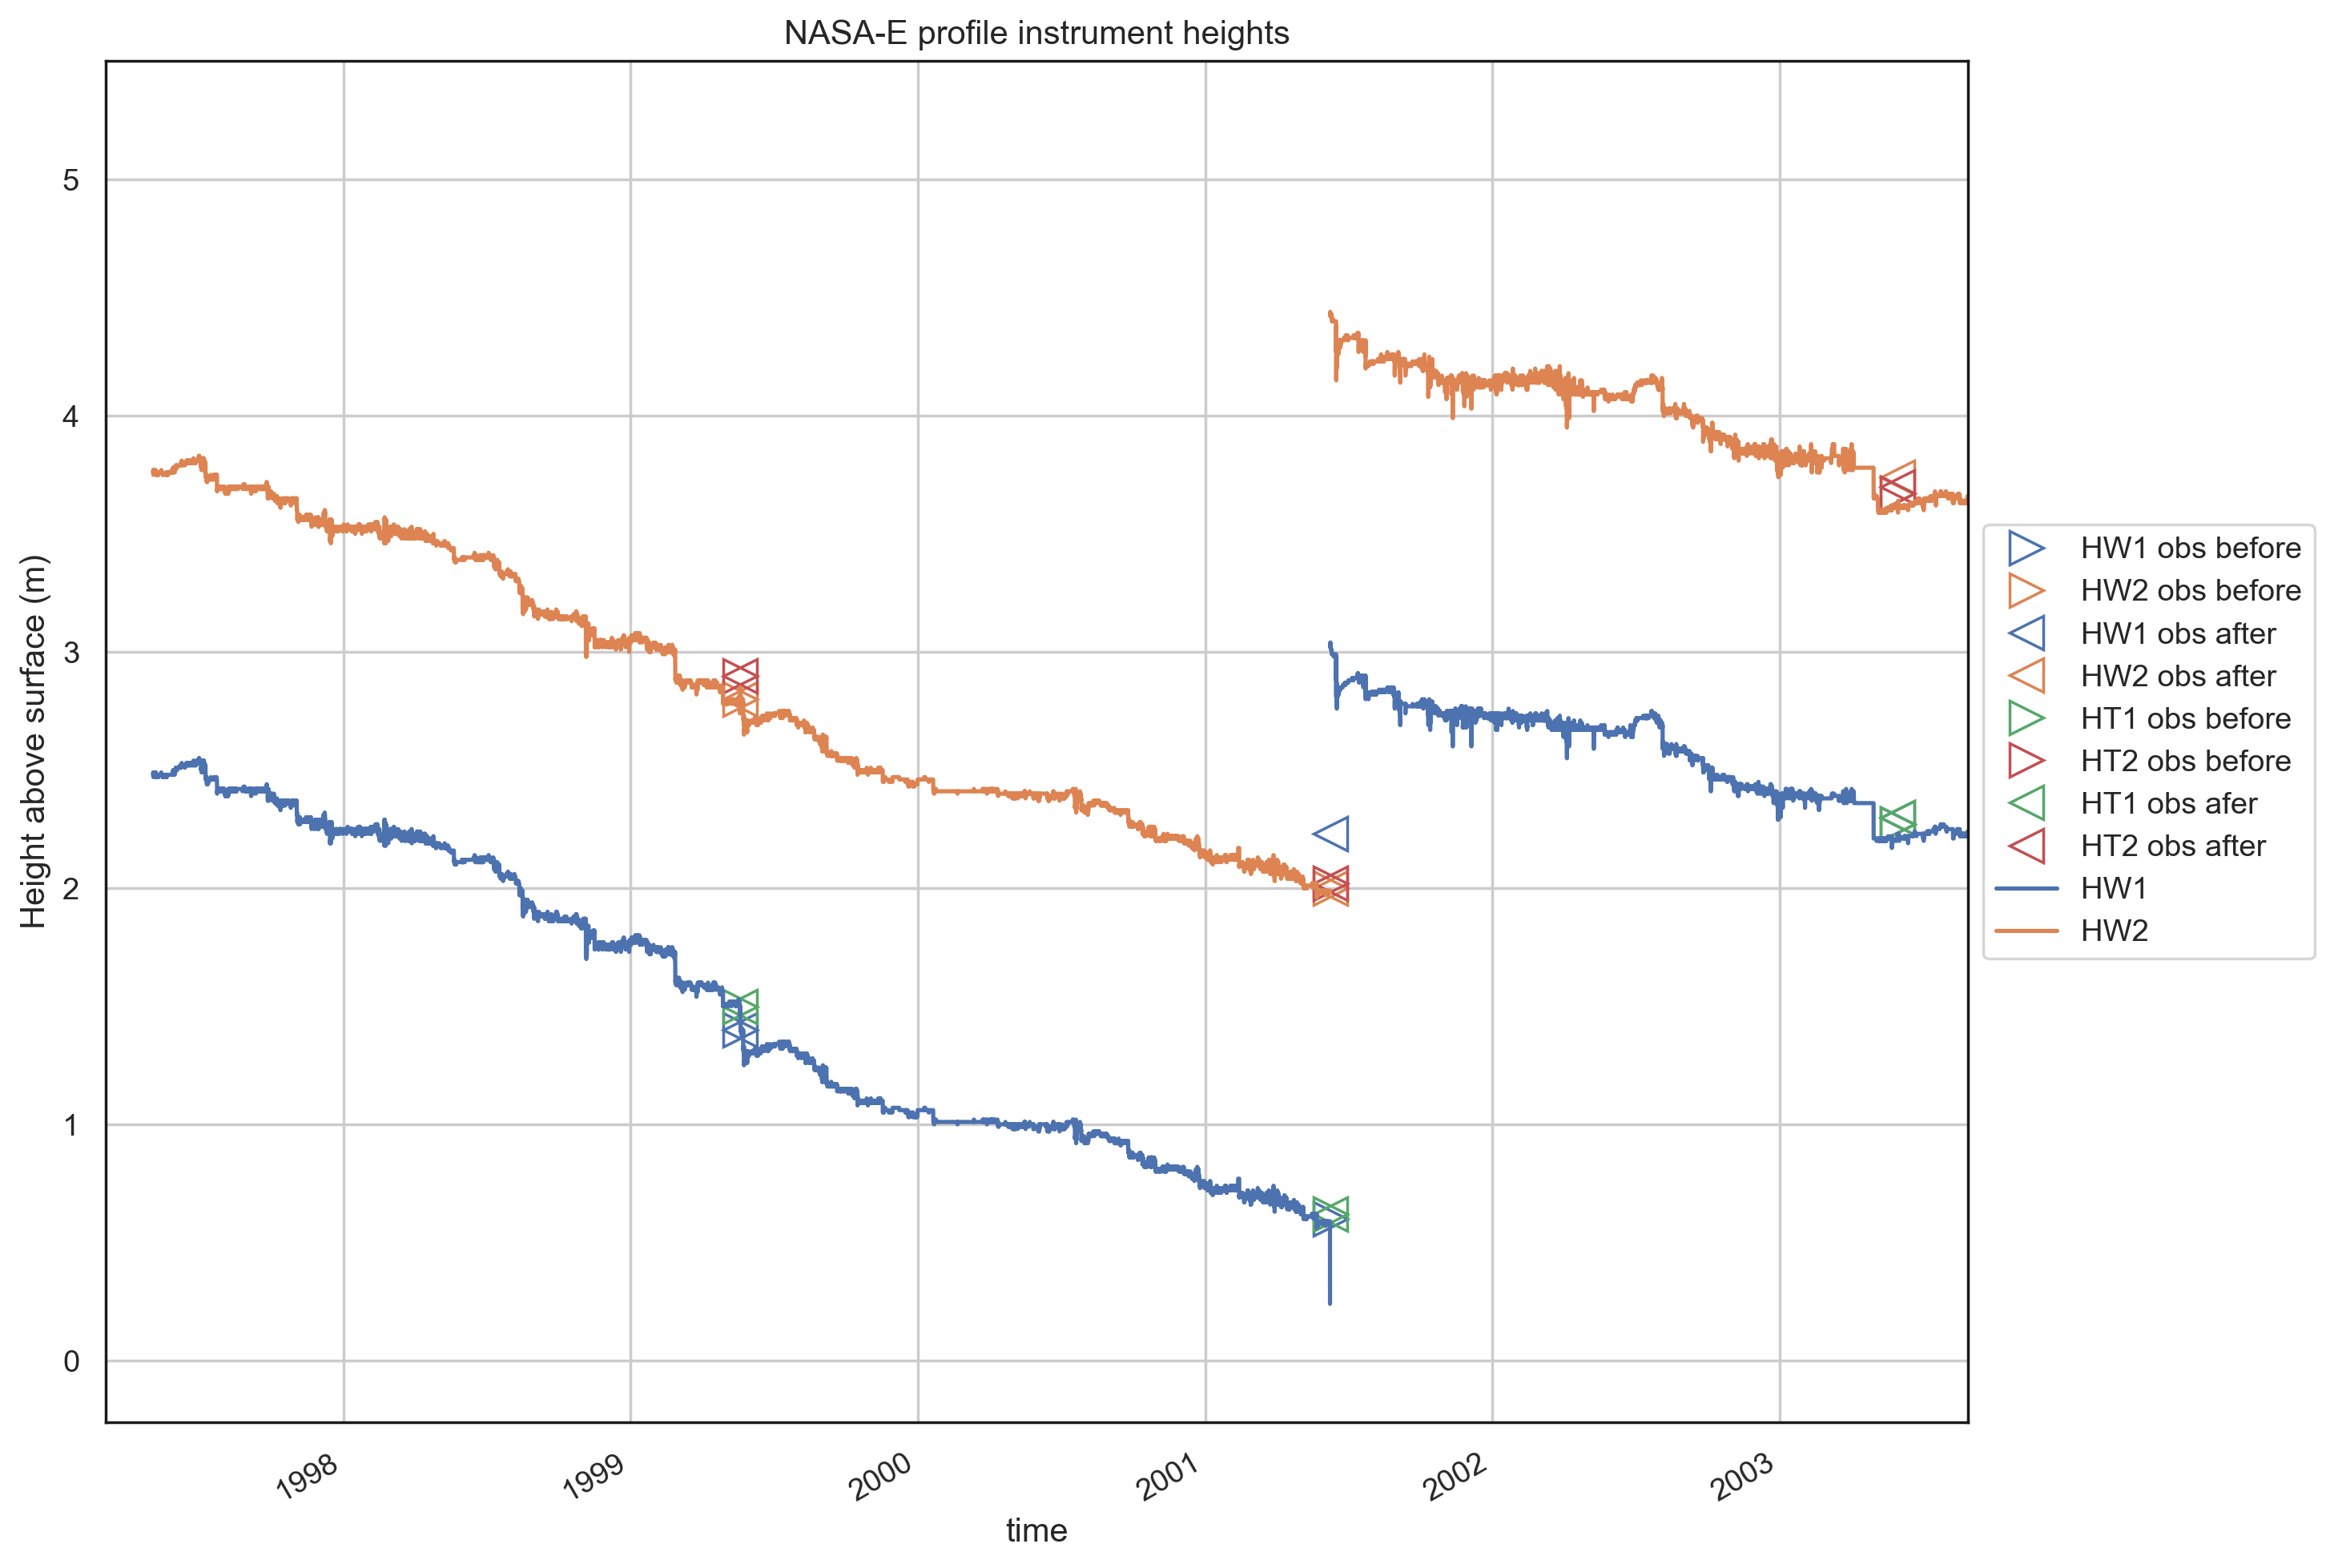 NASA-E profile instrument heights
Height above surface (m)
5
4
3
2
1
0
1998
1999
2000
2001
2002
2003
time
HW1 obs before
HW2 obs before
HW1 obs after
HW2 obs after
HT1 obs before
HT2 obs before
HT1 obs afer
HT2 obs after
HW1
HW2